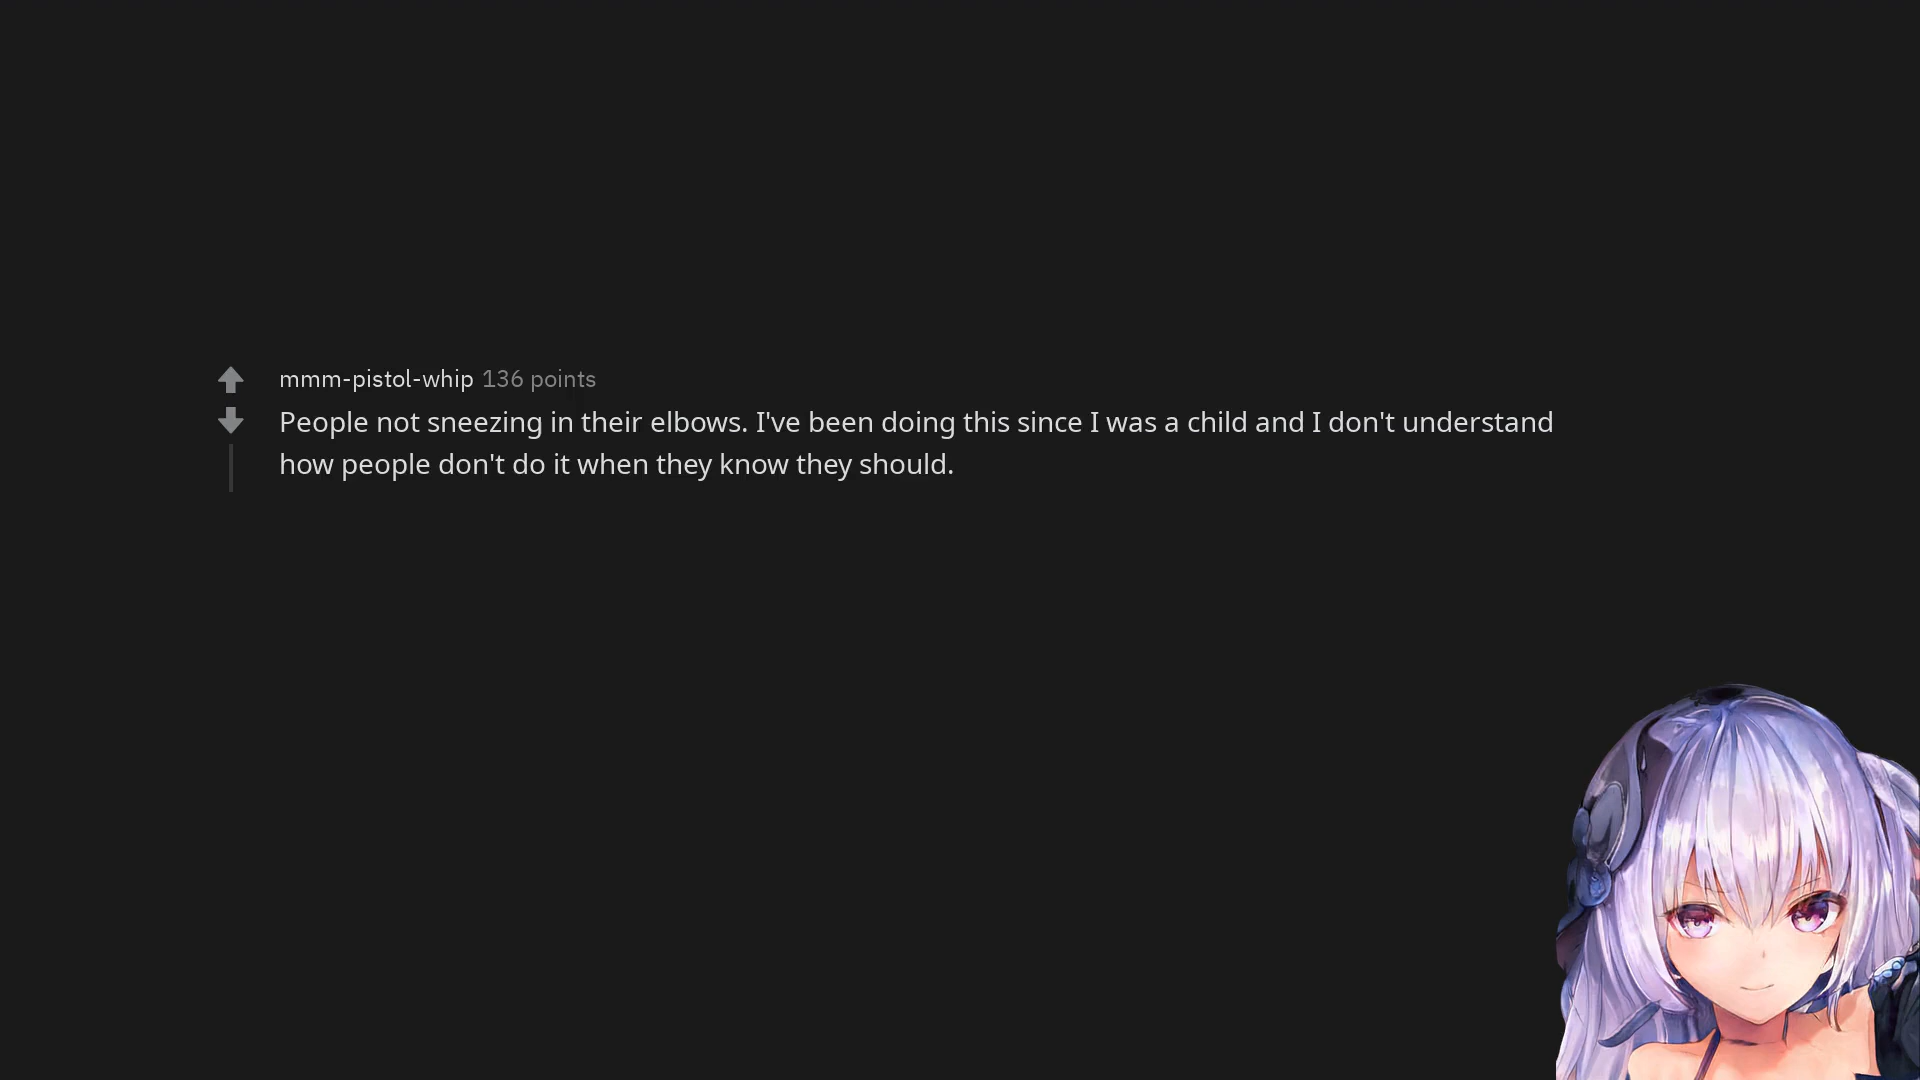 mmm-pistol-whip 136 points
People not sneezing in their elbows. I've been doing this since I was a child and I don't understand
how people don't do it when they know they should.